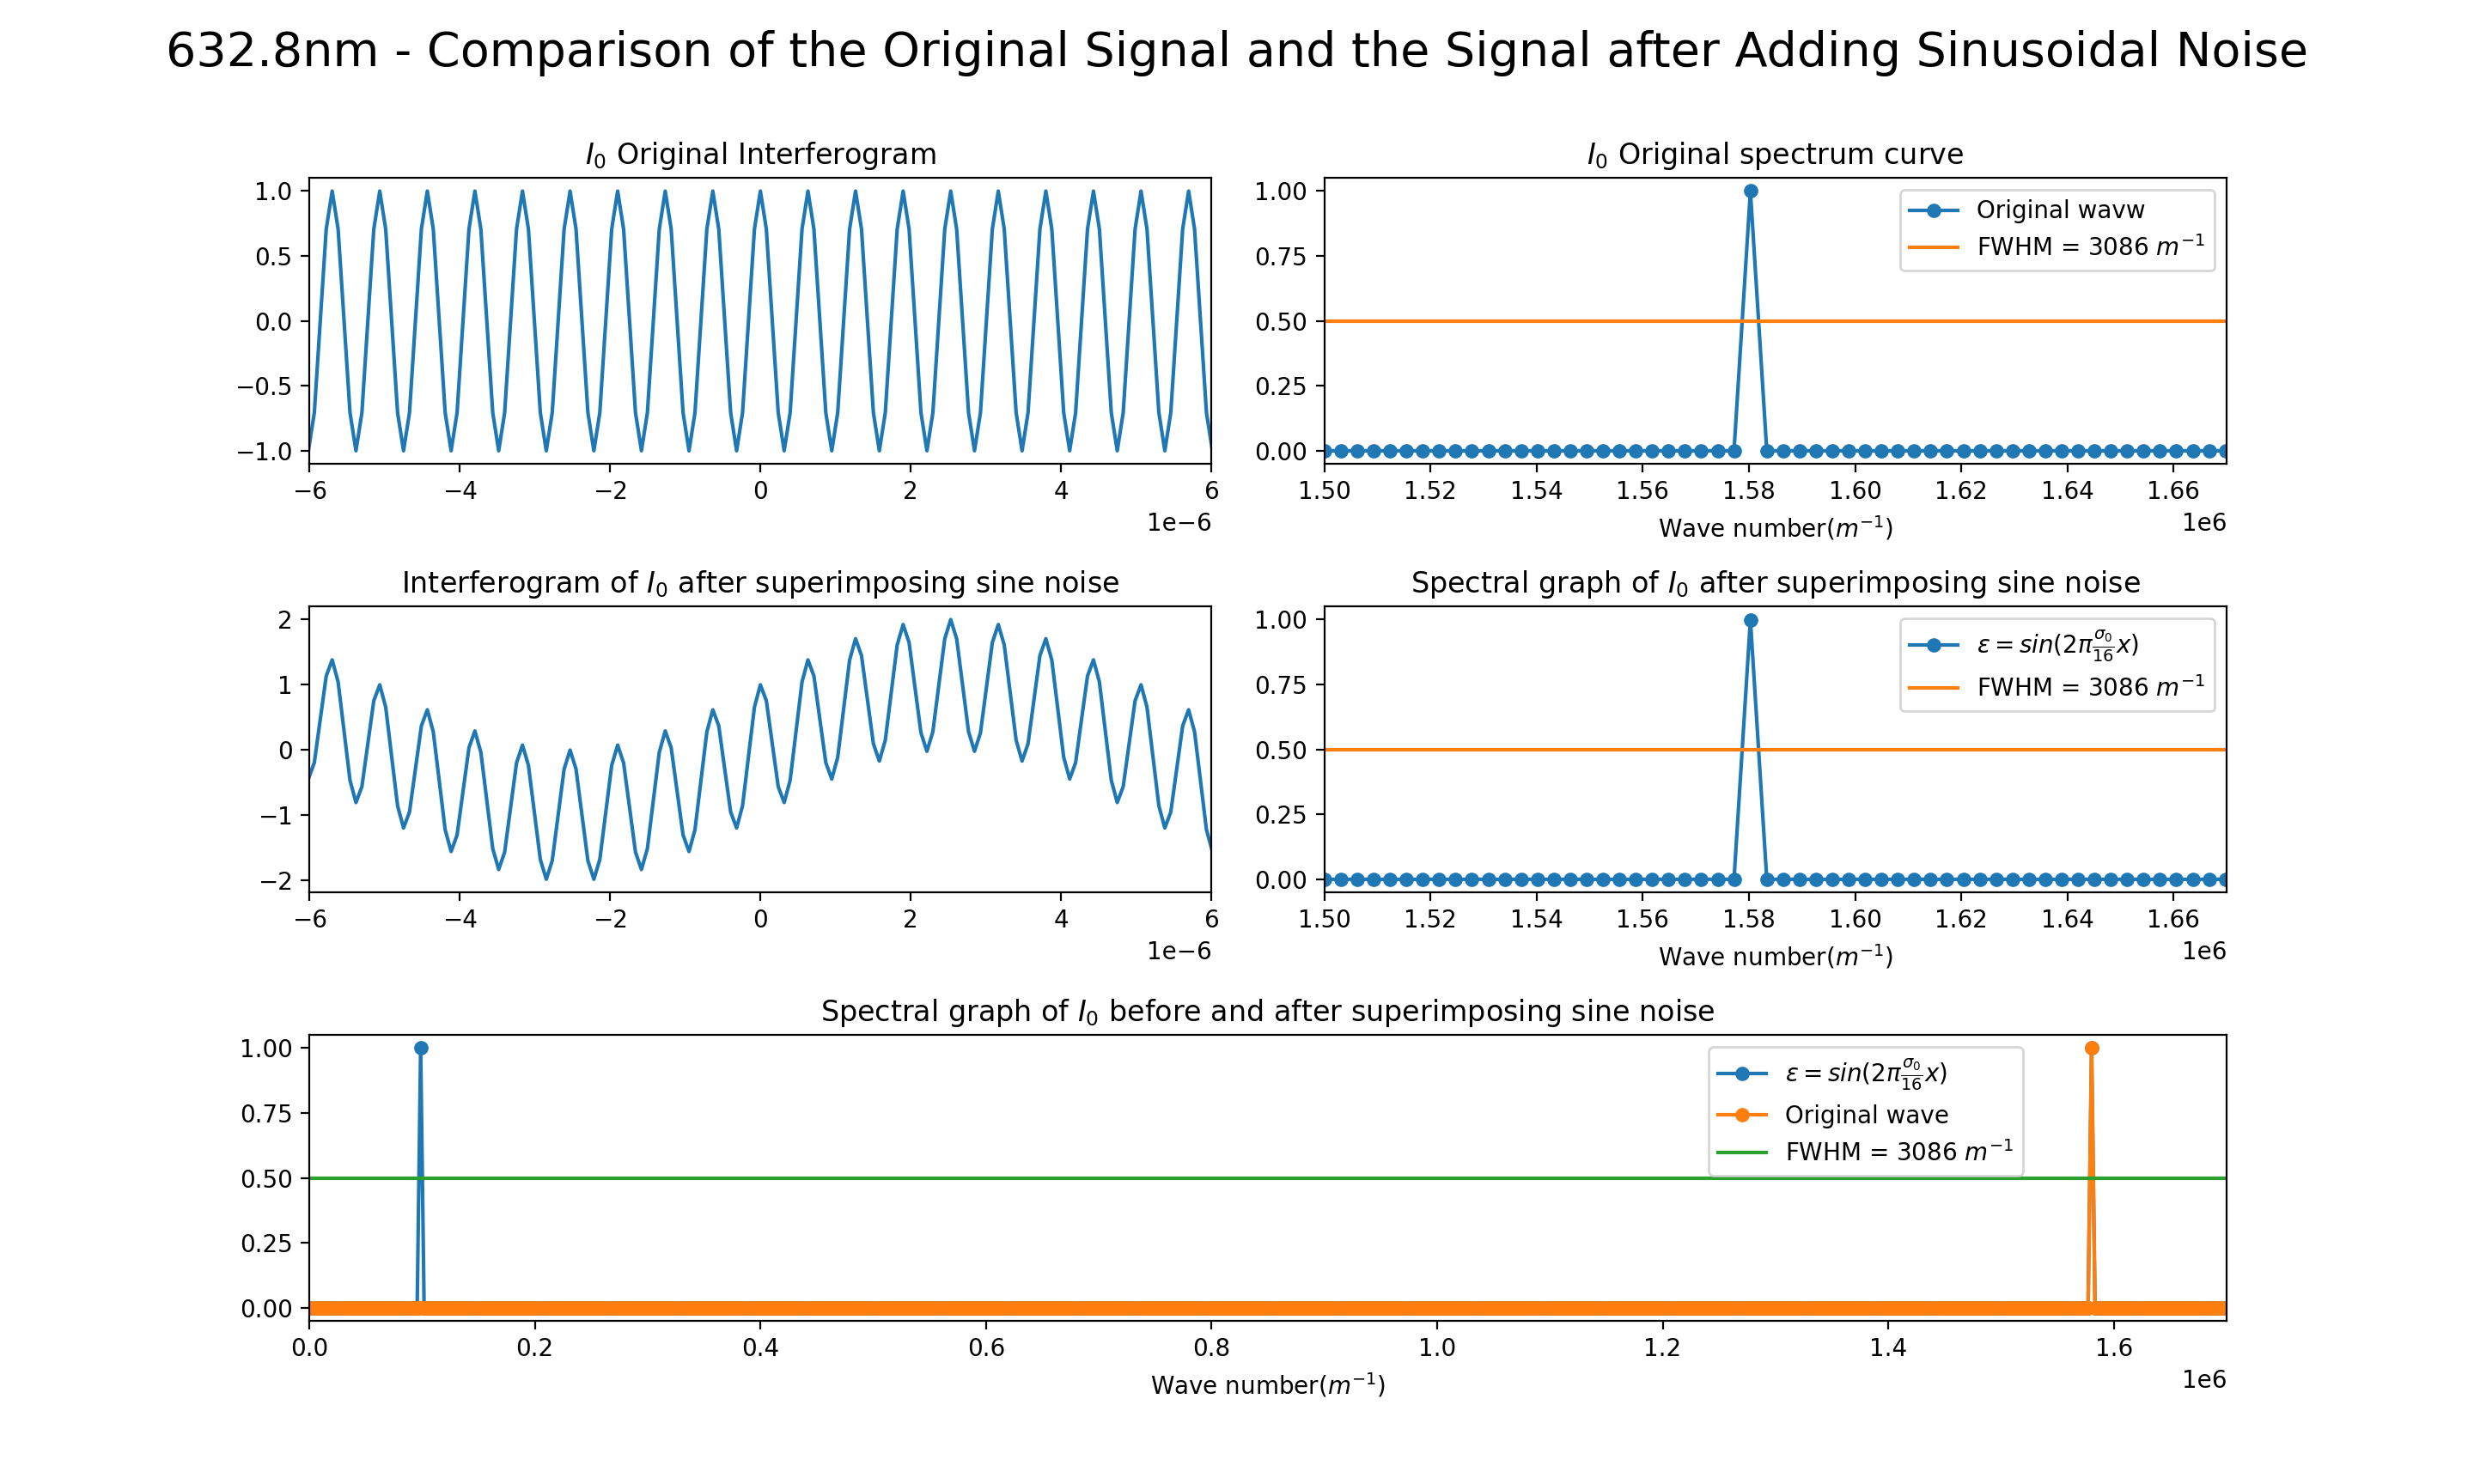 632.8nm - Comparison of the Original Signal and the Signal after Adding Sinusoidal Noise
I₀ Original Interferogram
1.0
0.5
0.0
−0.5
−1.0
−6 −4 −2 0 2 4 6
1e−6
I₀ Original spectrum curve
1.00
0.75
0.50
0.25
0.00
Original wavw
FWHM = 3086 m⁻¹
1.50 1.52 1.54 1.56 1.58 1.60 1.62 1.64 1.66
Wave number(m⁻¹)
1e6
Interferogram of I₀ after superimposing sine noise
2
1
0
−1
−2
−6 −4 −2 0 2 4 6
1e−6
Spectral graph of I₀ after superimposing sine noise
1.00
0.75
0.50
0.25
0.00
ε = sin(2π σ₀/16 x)
FWHM = 3086 m⁻¹
1.50 1.52 1.54 1.56 1.58 1.60 1.62 1.64 1.66
Wave number(m⁻¹)
1e6
Spectral graph of I₀ before and after superimposing sine noise
1.00
0.75
0.50
0.25
0.00
ε = sin(2π σ₀/16 x)
Original wave
FWHM = 3086 m⁻¹
0.0 0.2 0.4 0.6 0.8 1.0 1.2 1.4 1.6
Wave number(m⁻¹)
1e6